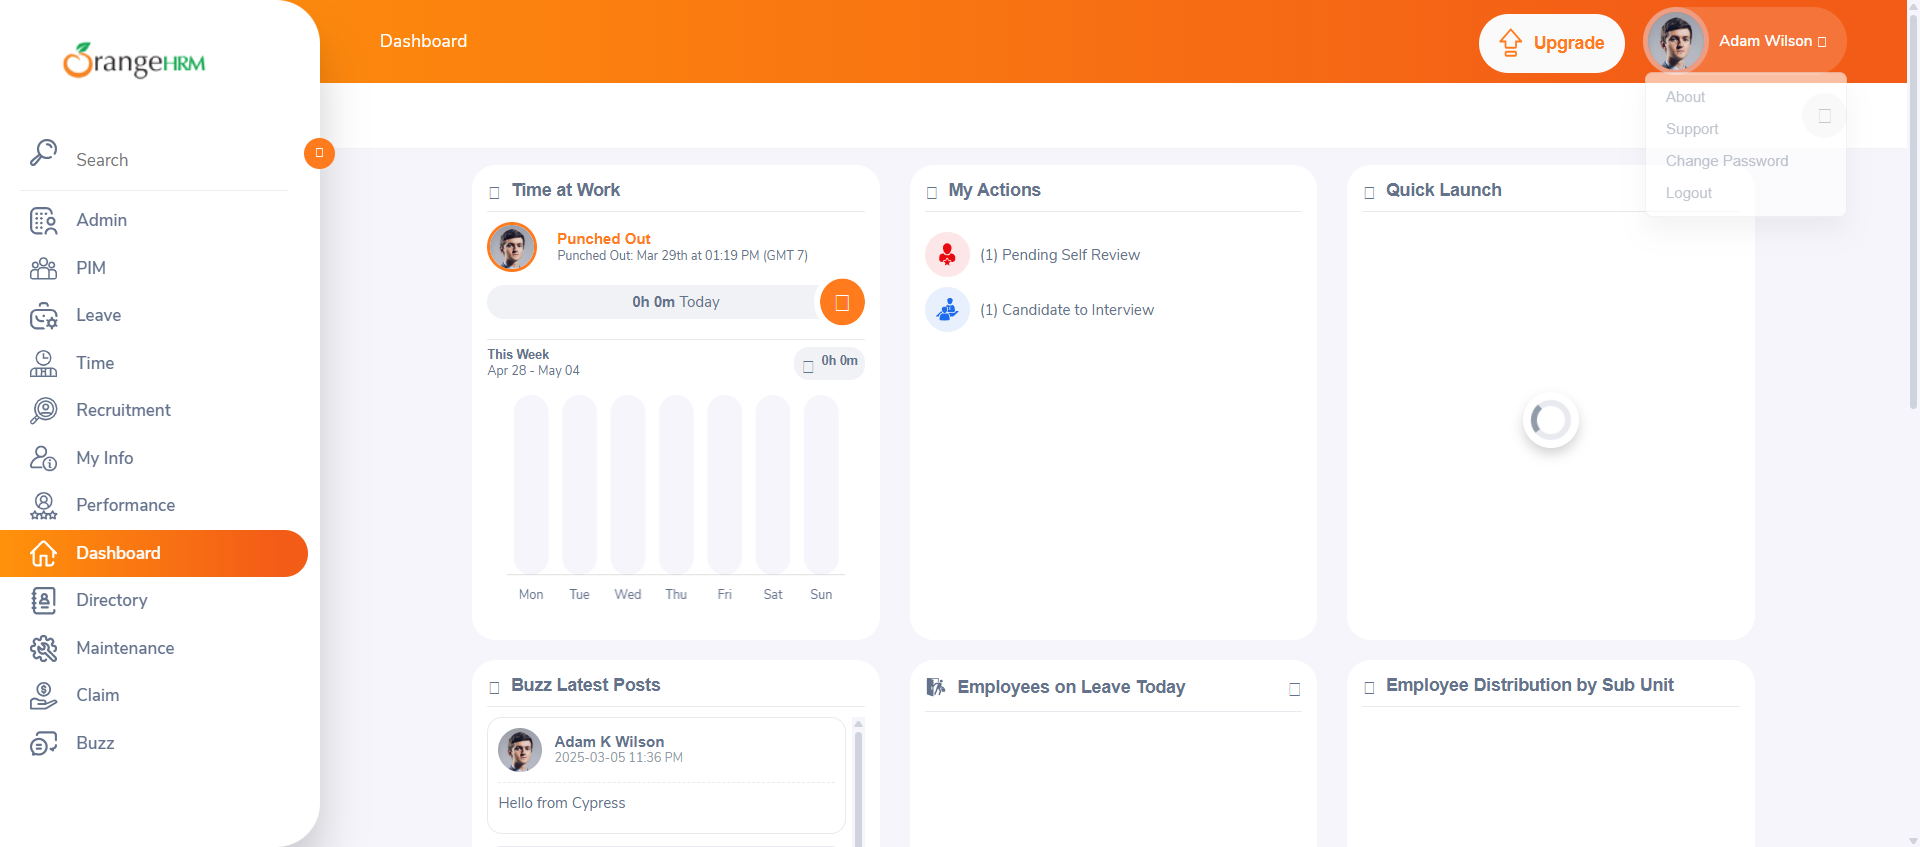 OrangeHRM
Search
Admin
PIM
Leave
Time
Recruitment
My Info
Performance
Dashboard
Directory
Maintenance
Claim
Buzz
Dashboard
Upgrade
Adam Wilson
About
Support
Change Password
Logout
Time at Work
Punched Out
Punched Out: Mar 29th at 01:19 PM (GMT 7)
0h 0m Today
This Week
Apr 28 - May 04
0h 0m
Mon Tue Wed Thu Fri Sat Sun
My Actions
(1) Pending Self Review
(1) Candidate to Interview
Quick Launch
Buzz Latest Posts
Adam K Wilson
2025-03-05 11:36 PM
Hello from Cypress
Employees on Leave Today
Employee Distribution by Sub Unit